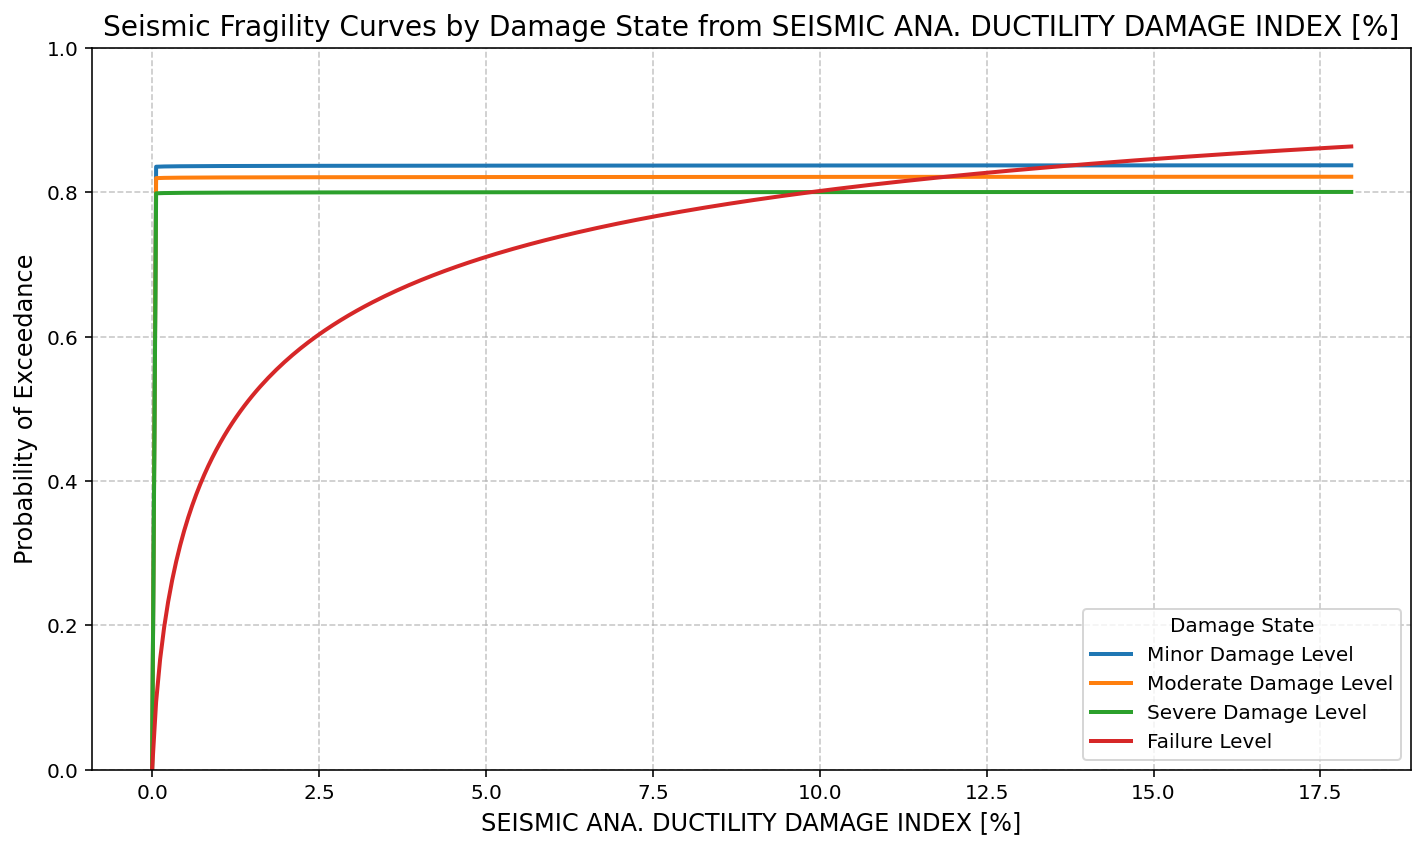 Seismic Fragility Curves by Damage State from SEISMIC ANA. DUCTILITY DAMAGE INDEX [%]
Probability of Exceedance
1.0
0.8
0.6
0.4
0.2
0.0
0.0 2.5 5.0 7.5 10.0 12.5 15.0 17.5
SEISMIC ANA. DUCTILITY DAMAGE INDEX [%]
Damage State
Minor Damage Level
Moderate Damage Level
Severe Damage Level
Failure Level